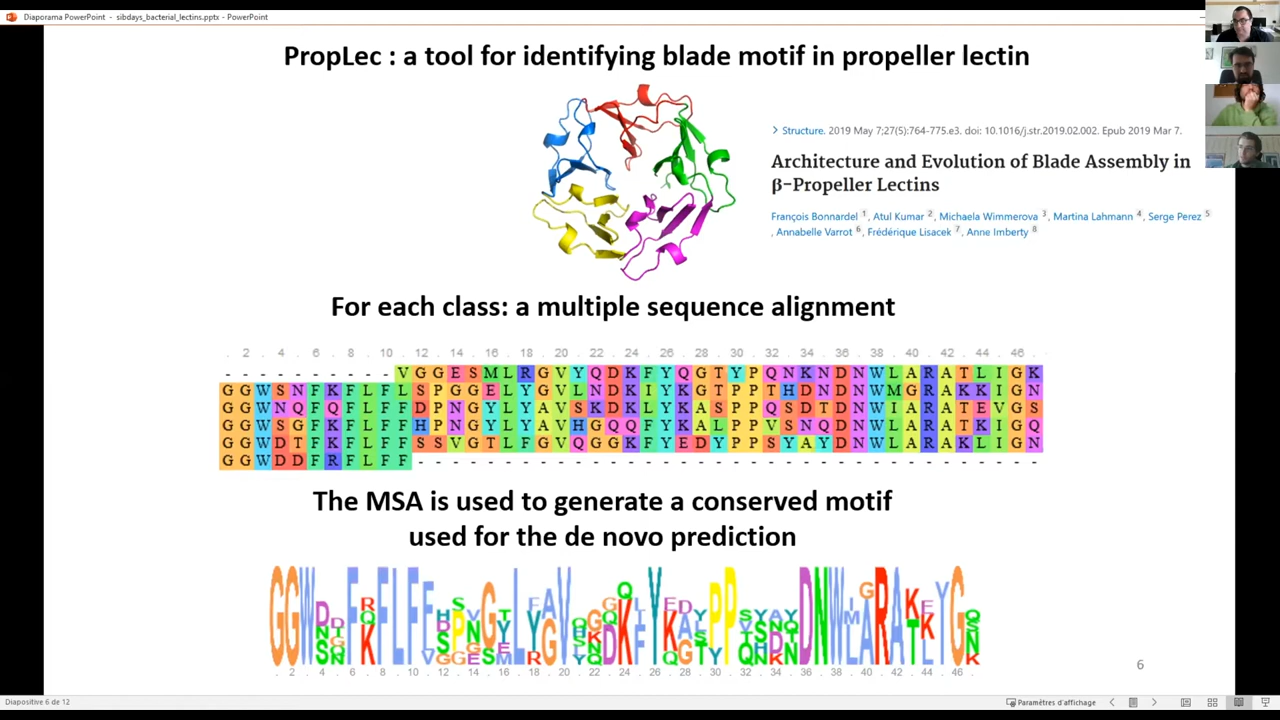 Diaporama PowerPoint - sibdays_bacterial_lectins.pptx - PowerPoint
PropLec : a tool for identifying blade motif in propeller lectin
> Structure. 2019 May 7;27(5):764-775.e3. doi: 10.1016/j.str.2019.02.002. Epub 2019 Mar 7.
Architecture and Evolution of Blade Assembly in
β-Propeller Lectins
François Bonnardel 1, Atul Kumar 2, Michaela Wimmerova 3, Martina Lahmann 4, Serge Perez 5
, Annabelle Varrot 6, Frédérique Lisacek 7, Anne Imberty 8
For each class: a multiple sequence alignment
. 2 . 4 . 6 . 8 . 10 . 12 . 14 . 16 . 18 . 20 . 22 . 24 . 26 . 28 . 30 . 32 . 34 . 36 . 38 . 40 . 42 . 44 . 46 .
- - - - - - - - - - V G G E S M L R G V Y Q D K F Y Q G T Y P Q N K N D N W L A R A T L I G K
G G W S N F K F L F L S P G G E L Y G V L N D K I Y K G T P P T H D N D N W M G R A K K I G N
G G W N Q F Q F L F F D P N G Y L Y A V S K D K L Y K A S P P Q S D T D N W I A R A T E V G S
G G W S G F K F L F F H P N G Y L Y A V H G Q Q F Y K A L P P V S N Q D N W L A R A T K I G Q
G G W D T F K F L F F S S V G T L F G V Q G G K F Y E D Y P P S Y A Y D N W L A R A K L I G N
G G W D D F R F L F F - - - - - - - - - - - - - - - - - - - - - - - - - - - - - - - - - - - -
The MSA is used to generate a conserved motif
used for the de novo prediction
. 2 . 4 . 6 . 8 . 10 . 12 . 14 . 16 . 18 . 20 . 22 . 24 . 26 . 28 . 30 . 32 . 34 . 36 . 38 . 40 . 42 . 44 . 46 .
6
Diapositive 6 de 12
Paramètres d'affichage